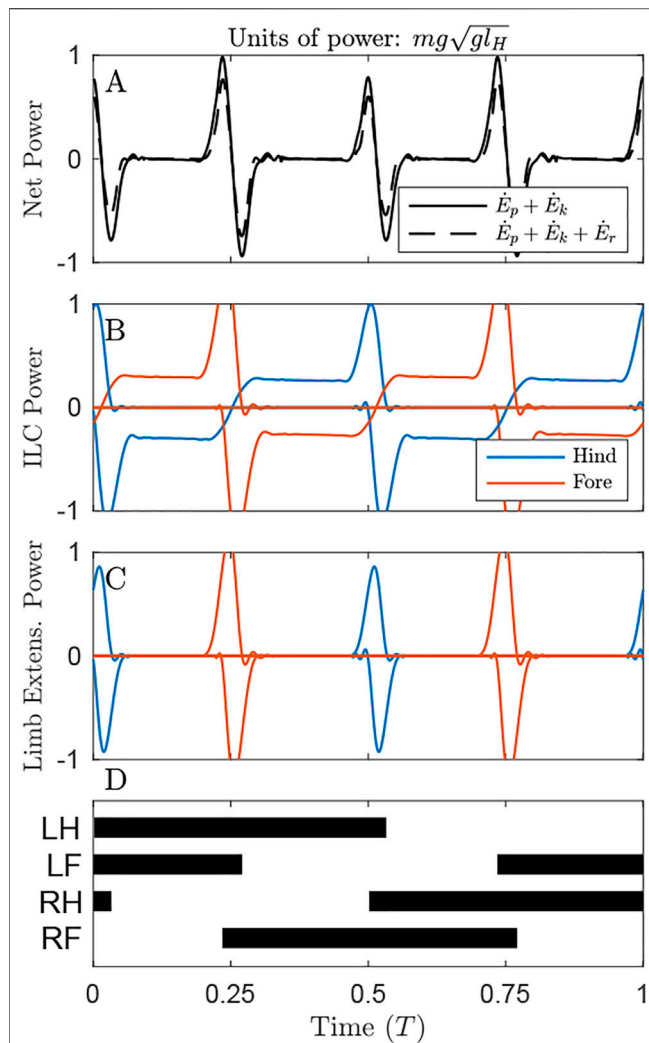 Units of power: mg√gl_H
A
Net Power
1
0
-1
Ė_p + Ė_k
Ė_p + Ė_k + Ė_r
B
ILC Power
1
0
-1
Hind
Fore
C
Limb Extens. Power
1
0
-1
D
LH
LF
RH
RF
0 0.25 0.5 0.75 1
Time (T)